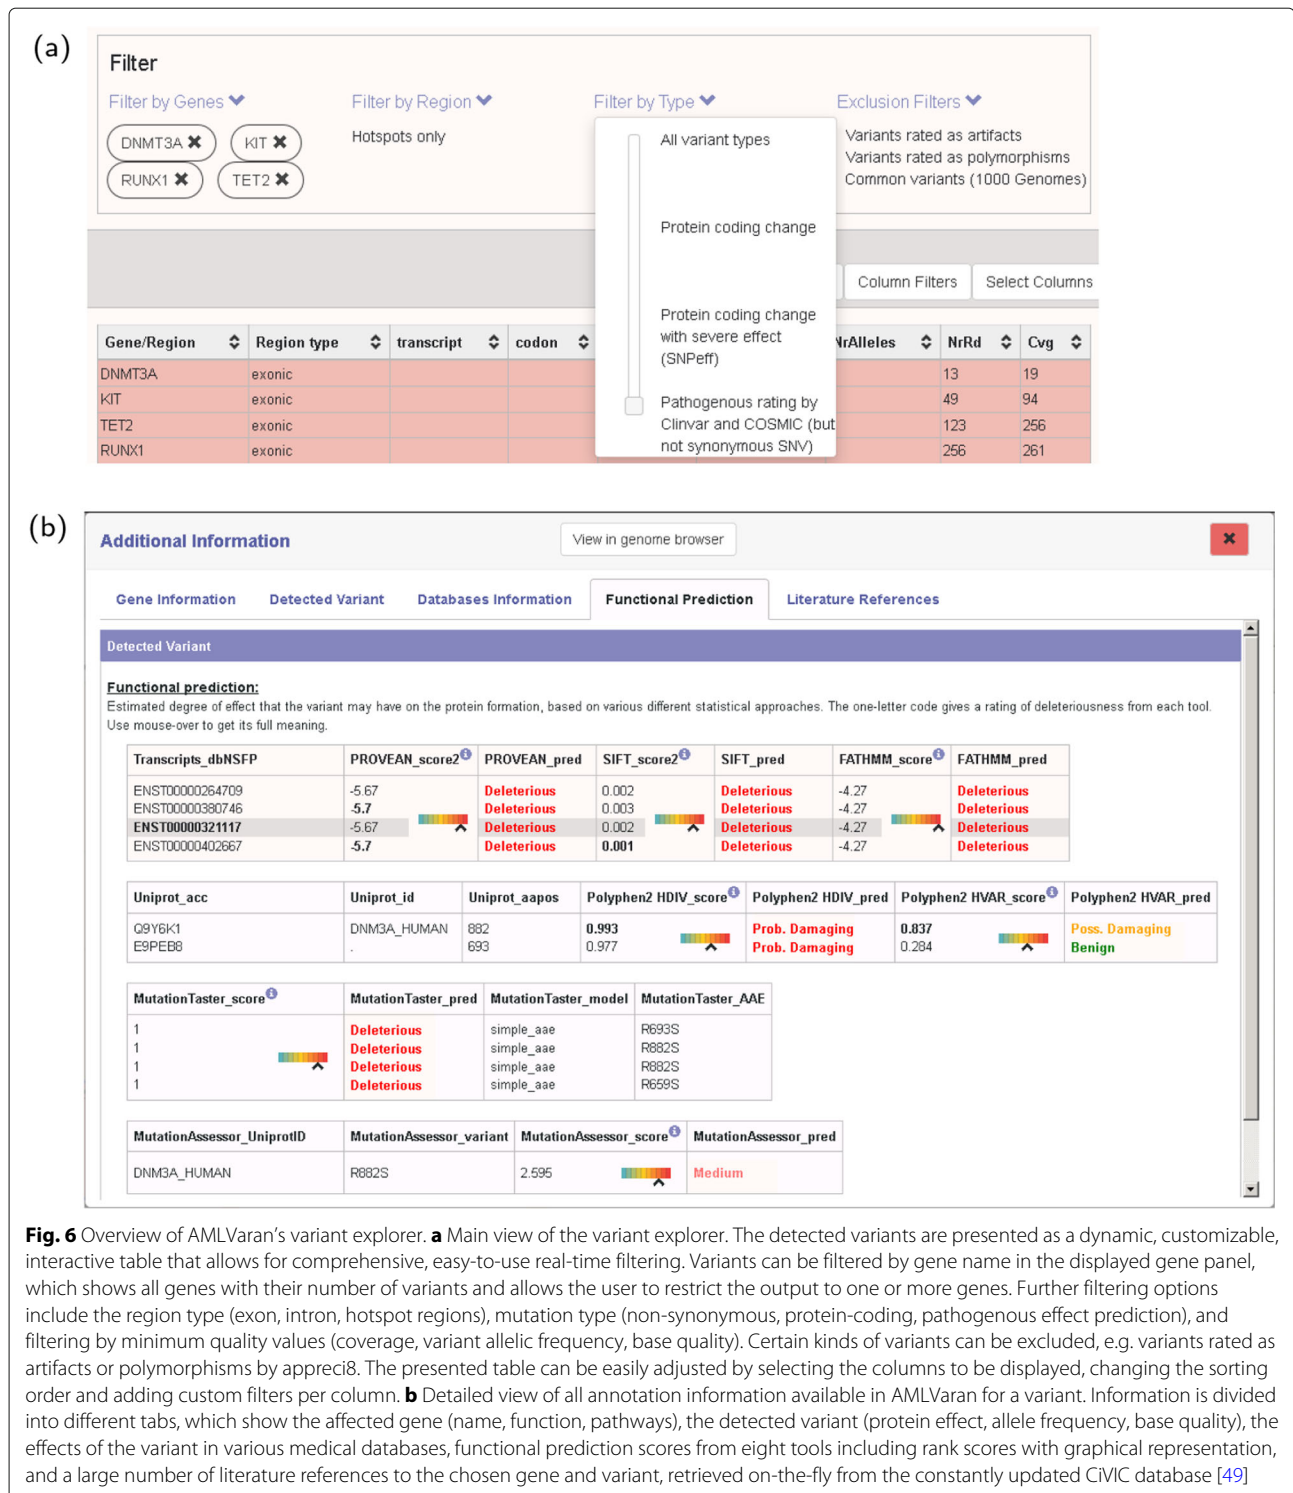 (a)
Filter
Filter by Genes
Filter by Region
Filter by Type
Exclusion Filters
DNMT3A ✖
KIT ✖
RUNX1 ✖
TET2 ✖
Hotspots only
All variant types
Protein coding change
Protein coding change
with severe effect
(SNPeff)
Pathogenous rating by
Clinvar and COSMIC (but
not synonymous SNV)
Variants rated as artifacts
Variants rated as polymorphisms
Common variants (1000 Genomes)
Column Filters
Select Columns
Gene/Region Region type transcript codon NrAlleles NrRd Cvg
DNMT3A exonic 13 19
KIT exonic 49 94
TET2 exonic 123 256
RUNX1 exonic 256 261
(b)
Additional Information
View in genome browser
Gene Information Detected Variant Databases Information Functional Prediction Literature References
Detected Variant
Functional prediction:
Estimated degree of effect that the variant may have on the protein formation, based on various different statistical approaches. The one-letter code gives a rating of deleteriousness from each tool.
Use mouse-over to get its full meaning.
Transcripts_dbNSFP PROVEAN_score2 PROVEAN_pred SIFT_score2 SIFT_pred FATHMM_score FATHMM_pred
ENST00000264709 -5.67 Deleterious 0.002 Deleterious -4.27 Deleterious
ENST00000380746 -5.7 Deleterious 0.003 Deleterious -4.27 Deleterious
ENST00000321117 -5.67 Deleterious 0.002 Deleterious -4.27 Deleterious
ENST00000402667 -5.7 Deleterious 0.001 Deleterious -4.27 Deleterious
Uniprot_acc Uniprot_id Uniprot_aapos Polyphen2 HDIV_score Polyphen2 HDIV_pred Polyphen2 HVAR_score Polyphen2 HVAR_pred
Q9Y6K1 DNM3A_HUMAN 882 0.993 Prob. Damaging 0.837 Poss. Damaging
E9PEB8 . 693 0.977 Prob. Damaging 0.284 Benign
MutationTaster_score MutationTaster_pred MutationTaster_model MutationTaster_AAE
1 Deleterious simple_aae R693S
1 Deleterious simple_aae R882S
1 Deleterious simple_aae R882S
1 Deleterious simple_aae R659S
MutationAssessor_UniprotID MutationAssessor_variant MutationAssessor_score MutationAssessor_pred
DNM3A_HUMAN R882S 2.595 Medium
Fig. 6 Overview of AMLVaran's variant explorer. a Main view of the variant explorer. The detected variants are presented as a dynamic, customizable,
interactive table that allows for comprehensive, easy-to-use real-time filtering. Variants can be filtered by gene name in the displayed gene panel,
which shows all genes with their number of variants and allows the user to restrict the output to one or more genes. Further filtering options
include the region type (exon, intron, hotspot regions), mutation type (non-synonymous, protein-coding, pathogenous effect prediction), and
filtering by minimum quality values (coverage, variant allelic frequency, base quality). Certain kinds of variants can be excluded, e.g. variants rated as
artifacts or polymorphisms by appreci8. The presented table can be easily adjusted by selecting the columns to be displayed, changing the sorting
order and adding custom filters per column. b Detailed view of all annotation information available in AMLVaran for a variant. Information is divided
into different tabs, which show the affected gene (name, function, pathways), the detected variant (protein effect, allele frequency, base quality), the
effects of the variant in various medical databases, functional prediction scores from eight tools including rank scores with graphical representation,
and a large number of literature references to the chosen gene and variant, retrieved on-the-fly from the constantly updated CiVIC database [49]